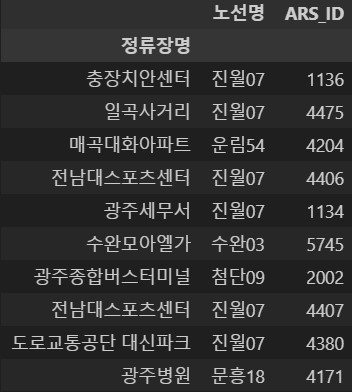 노선명 ARS_ID
정류장명
충장치안센터 진월07 1136
일곡사거리 진월07 4475
매곡대화아파트 운림54 4204
전남대스포츠센터 진월07 4406
광주세무서 진월07 1134
수완모아엘가 수완03 5745
광주종합버스터미널 첨단09 2002
전남대스포츠센터 진월07 4407
도로교통공단 대신파크 진월07 4380
광주병원 문흥18 4171